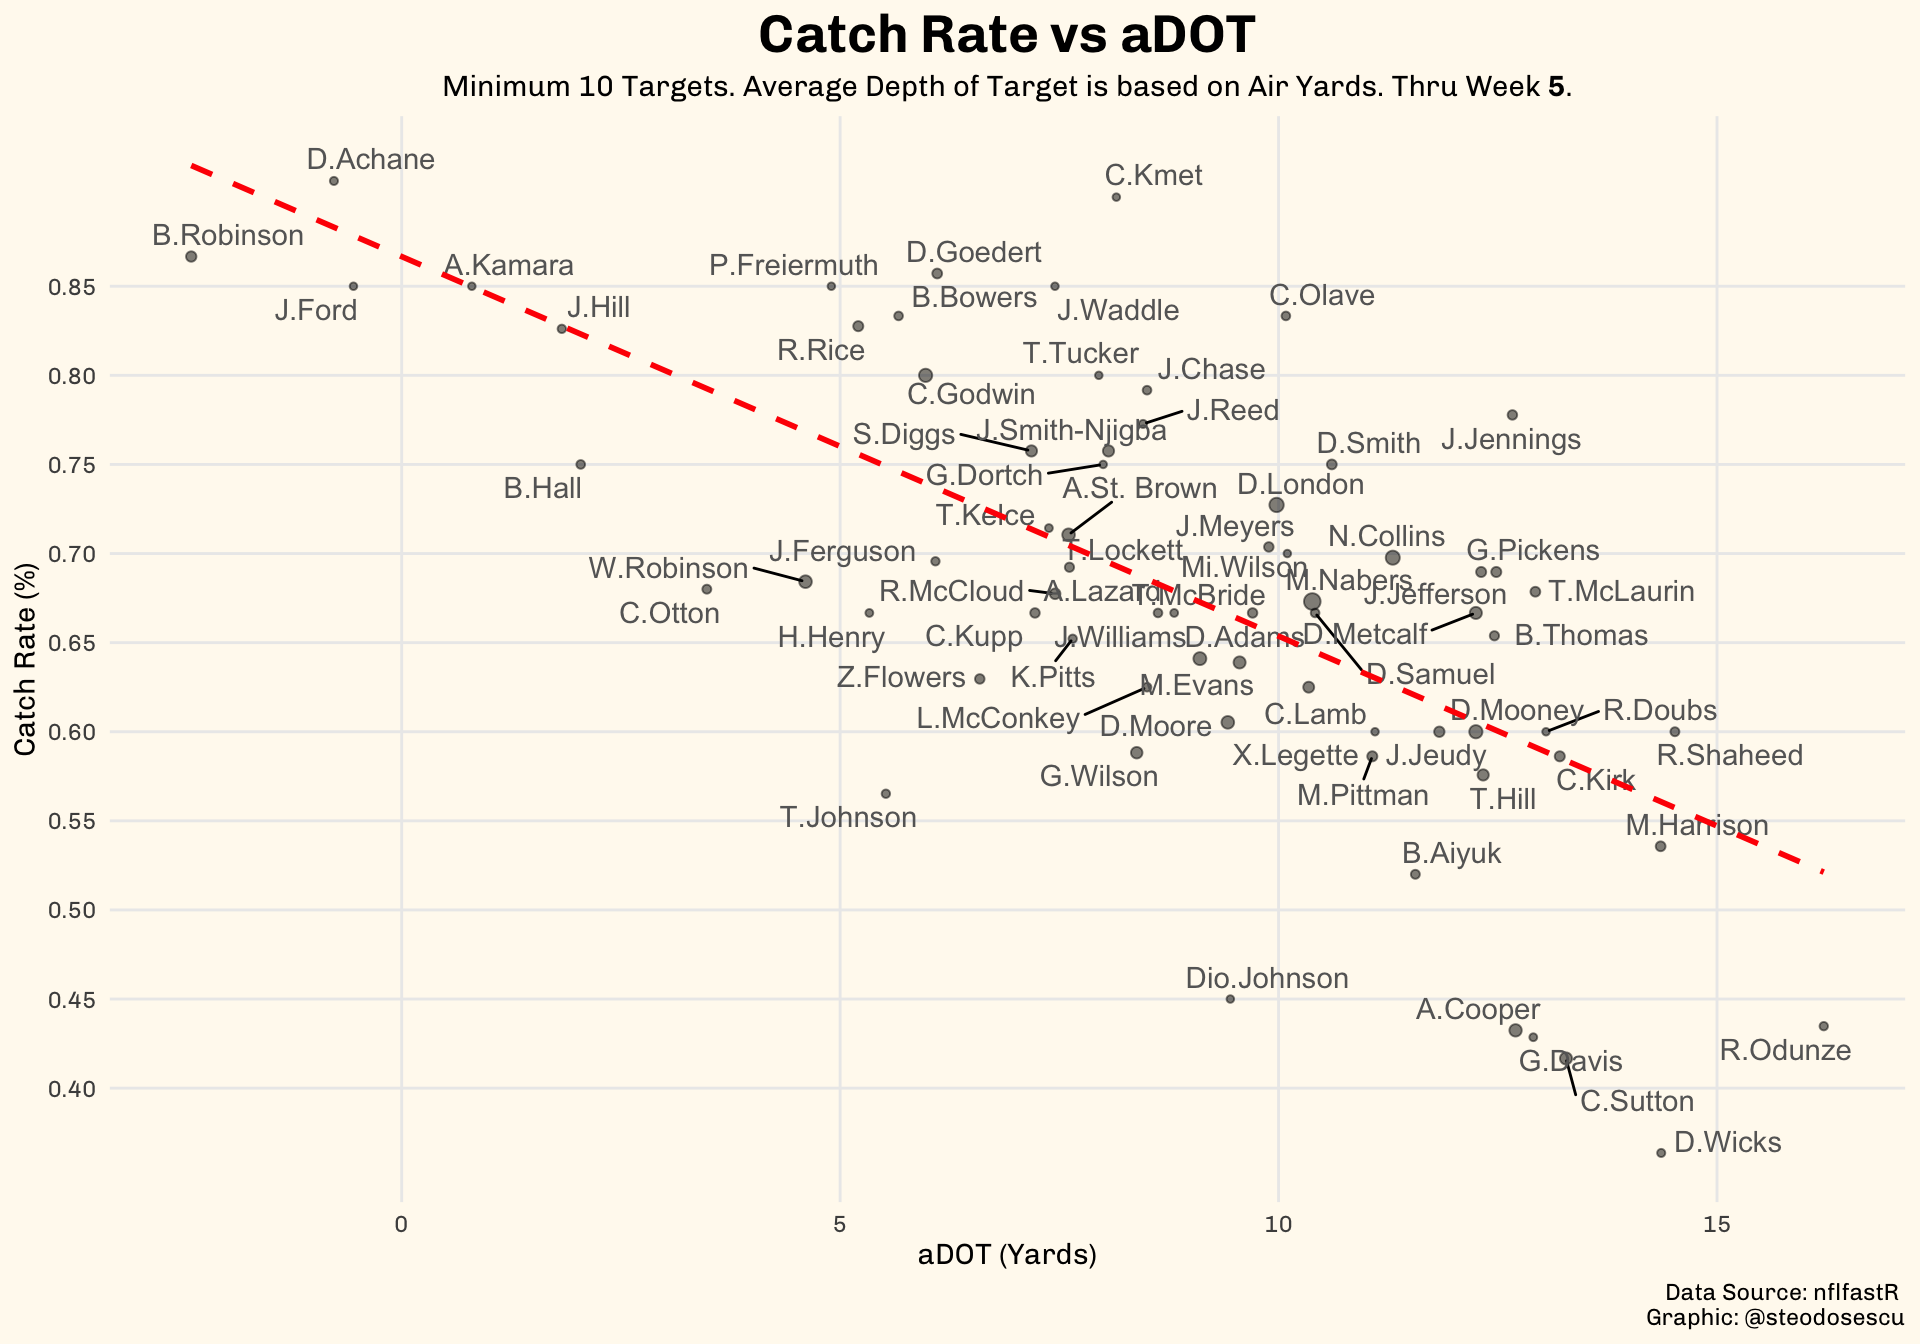 Catch Rate vs aDOT
Minimum 10 Targets. Average Depth of Target is based on Air Yards. Thru Week 5.
D.Achane
C.Kmet
B.Robinson
D.Goedert
A.Kamara
P.Freiermuth
0.85
B.Bowers
C.Olave
J.Ford
J.Hill
J.Waddle
R.Rice
T.Tucker
J.Chase
0.80
C.Godwin
J.Reed
S.Diggs
J.Smith-Njigba
D.Smith
J.Jennings
0.75
G.Dortch
B.Hall
A.St. Brown
D.London
T.Kelce
J.Meyers
N.Collins
0.70
J.Ferguson
T.Lockett
G.Pickens
W.Robinson
Mi.Wilson
M.Nabers
R.McCloud
A.Lazard
T.McBride
J.Jefferson
T.McLaurin
C.Otton
0.65
H.Henry
C.Kupp
J.Williams
D.Adams
D.Metcalf
B.Thomas
Z.Flowers
K.Pitts
M.Evans
D.Samuel
L.McConkey
D.Moore
C.Lamb
D.Mooney
R.Doubs
0.60
X.Legette
J.Jeudy
R.Shaheed
G.Wilson
M.Pittman
T.Hill
C.Kirk
T.Johnson
0.55
M.Harrison
B.Aiyuk
0.50
Dio.Johnson
0.45
A.Cooper
R.Odunze
G.Davis
0.40
C.Sutton
D.Wicks
Catch Rate (%)
0
5
10
15
aDOT (Yards)
Data Source: nflfastR
Graphic: @steodosescu